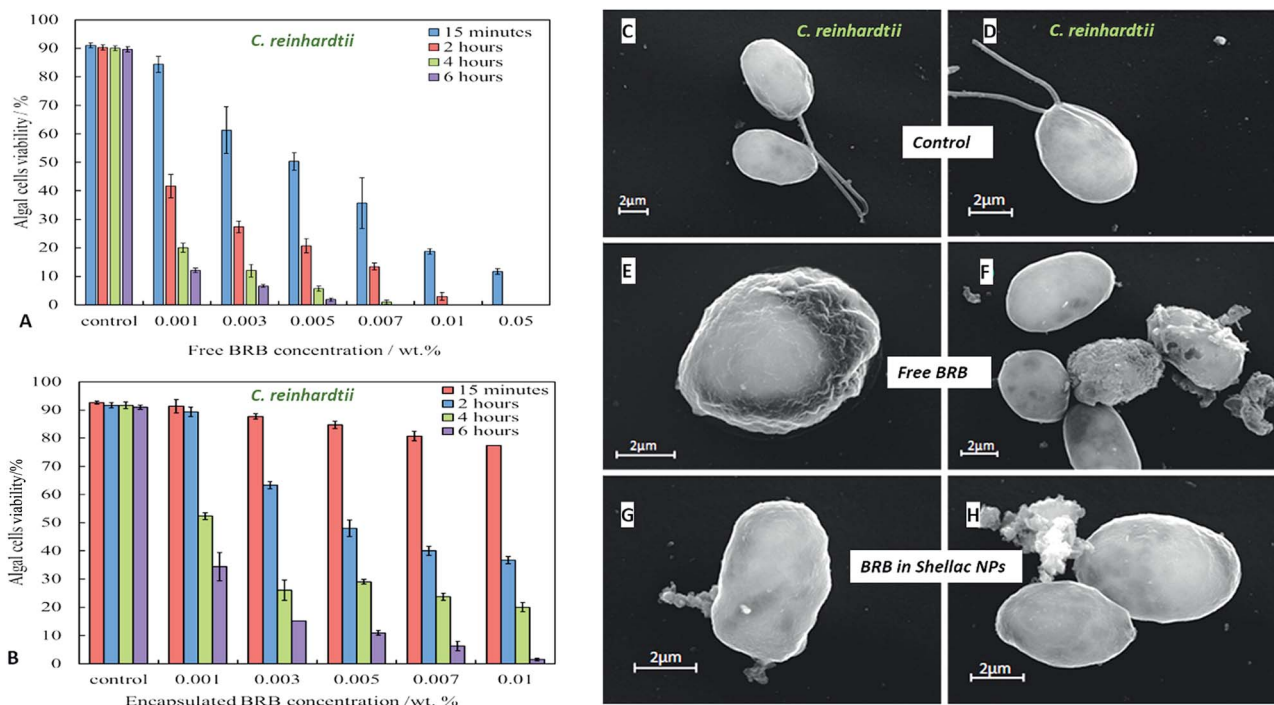 100
90
80
70
60
50
40
30
20
10
0
Algal cells viability / %
C. reinhardtii
15 minutes
2 hours
4 hours
6 hours
control 0.001 0.003 0.005 0.007 0.01 0.05
Free BRB concentration / wt.%
A
100
90
80
70
60
50
40
30
20
10
0
Algal cells viability/%
C. reinhardtii
15 minutes
2 hours
4 hours
6 hours
control 0.001 0.003 0.005 0.007 0.01
Encapsulated BRB concentration /wt. %
B
C
C. reinhardtii
2µm
D
C. reinhardtii
2µm
Control
E
2µm
F
2µm
Free BRB
G
2µm
H
2µm
BRB in Shellac NPs